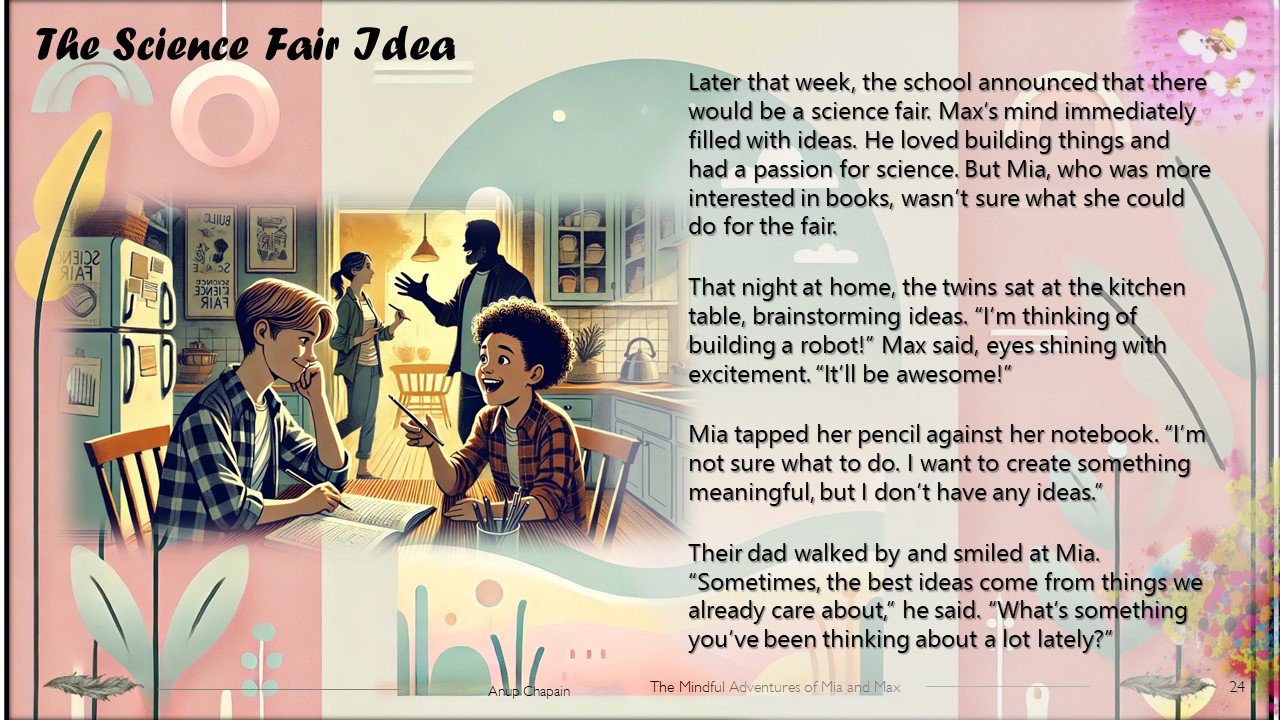 The Science Fair Idea
Later that week, the school announced that there
would be a science fair. Max’s mind immediately
filled with ideas. He loved building things and
had a passion for science. But Mia, who was more
interested in books, wasn’t sure what she could
do for the fair.
That night at home, the twins sat at the kitchen
table, brainstorming ideas. “I’m thinking of
building a robot!” Max said, eyes shining with
excitement. “It’ll be awesome!”
Mia tapped her pencil against her notebook. “I’m
not sure what to do. I want to create something
meaningful, but I don’t have any ideas.”
Their dad walked by and smiled at Mia.
“Sometimes, the best ideas come from things we
already care about,” he said. “What’s something
you’ve been thinking about a lot lately?”
SCIENCE
FAIR
BUILD
SCIENCE
FAIR
Anup Chapain
The Mindful Adventures of Mia and Max
24